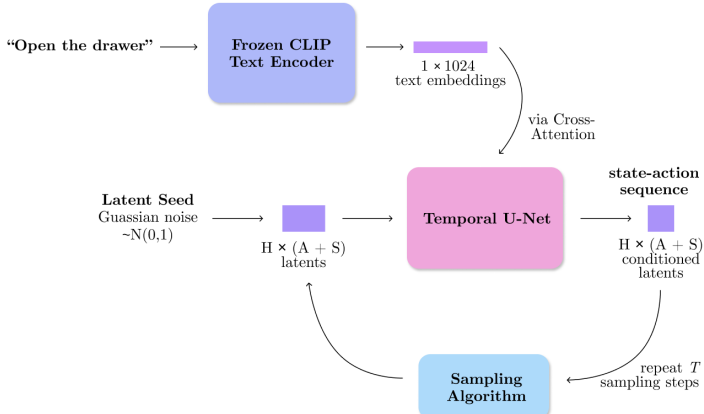 “Open the drawer”
Frozen CLIP
Text Encoder
1 × 1024
text embeddings
via Cross-
Attention
Latent Seed
Guassian noise
~N(0,1)
H × (A + S)
latents
Temporal U-Net
state-action
sequence
H × (A + S)
conditioned
latents
repeat T
sampling steps
Sampling
Algorithm